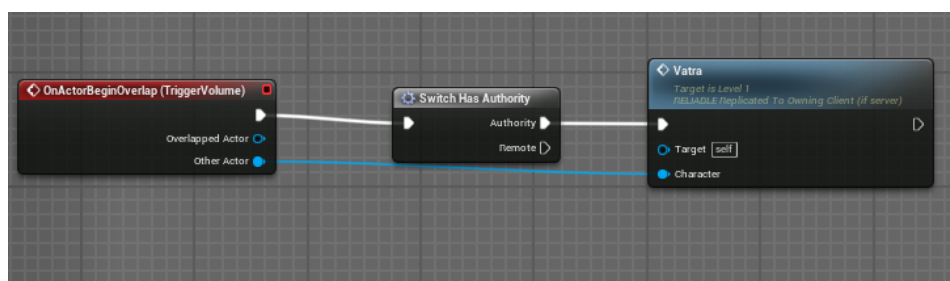 OnActorBeginOverlap (TriggerVolume)
Overlapped Actor
Other Actor
Switch Has Authority
Authority
Remote
Vatra
Target is Level 1
RELIABLE Replicated To Owning Client (if server)
Target self
Character